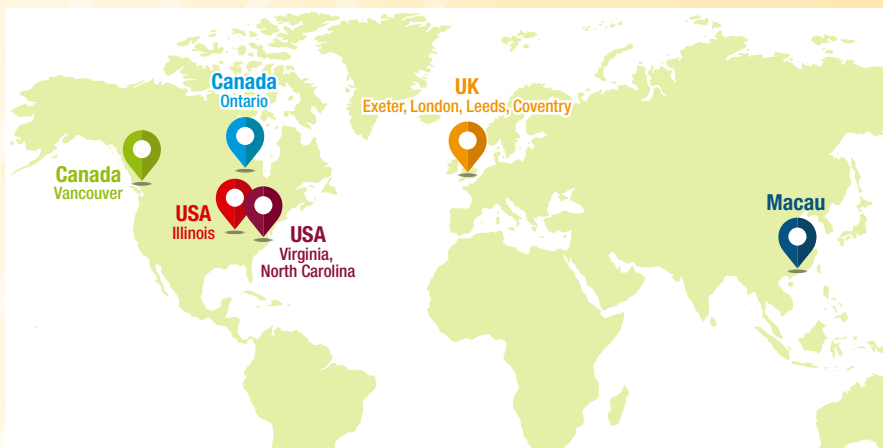 Canada
Ontario
UK
Exeter, London, Leeds, Coventry
Canada
Vancouver
USA
Illinois
USA
Virginia,
North Carolina
Macau